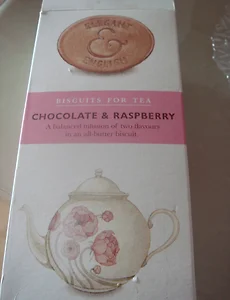 ELEGANT
&
ENGLISH
BISCUITS FOR TEA
CHOCOLATE & RASPBERRY
A balanced infusion of two flavours
in an all-butter biscuit.